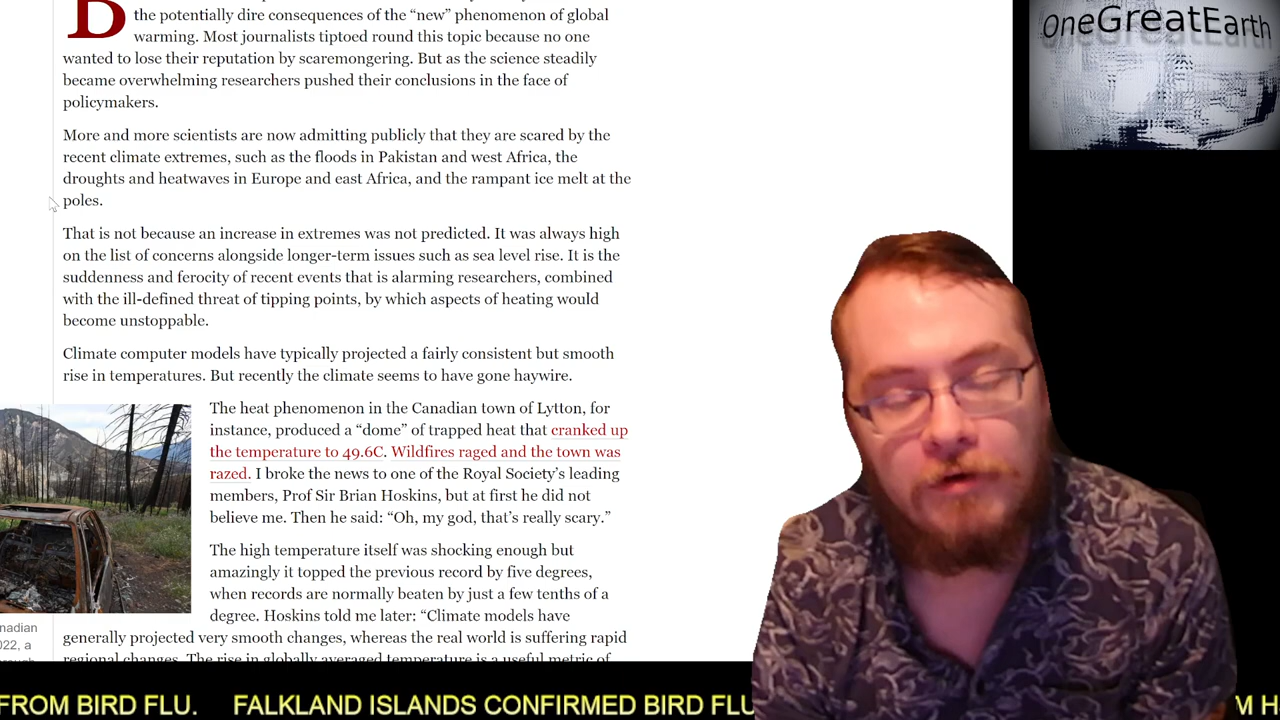 OneGreatEarth
B
the potentially dire consequences of the “new” phenomenon of global
warming. Most journalists tiptoed round this topic because no one
wanted to lose their reputation by scaremongering. But as the science steadily
became overwhelming researchers pushed their conclusions in the face of
policymakers.
More and more scientists are now admitting publicly that they are scared by the
recent climate extremes, such as the floods in Pakistan and west Africa, the
droughts and heatwaves in Europe and east Africa, and the rampant ice melt at the
poles.
That is not because an increase in extremes was not predicted. It was always high
on the list of concerns alongside longer-term issues such as sea level rise. It is the
suddenness and ferocity of recent events that is alarming researchers, combined
with the ill-defined threat of tipping points, by which aspects of heating would
become unstoppable.
Climate computer models have typically projected a fairly consistent but smooth
rise in temperatures. But recently the climate seems to have gone haywire.
The heat phenomenon in the Canadian town of Lytton, for
instance, produced a “dome” of trapped heat that cranked up
the temperature to 49.6C. Wildfires raged and the town was
razed. I broke the news to one of the Royal Society’s leading
members, Prof Sir Brian Hoskins, but at first he did not
believe me. Then he said: “Oh, my god, that’s really scary.”
The high temperature itself was shocking enough but
amazingly it topped the previous record by five degrees,
when records are normally beaten by just a few tenths of a
degree. Hoskins told me later: “Climate models have
generally projected very smooth changes, whereas the real world is suffering rapid
regional changes. The rise in globally averaged temperature is a useful metric of
nadian
022, a
FROM BIRD FLU. FALKLAND ISLANDS CONFIRMED BIRD FLU
M H